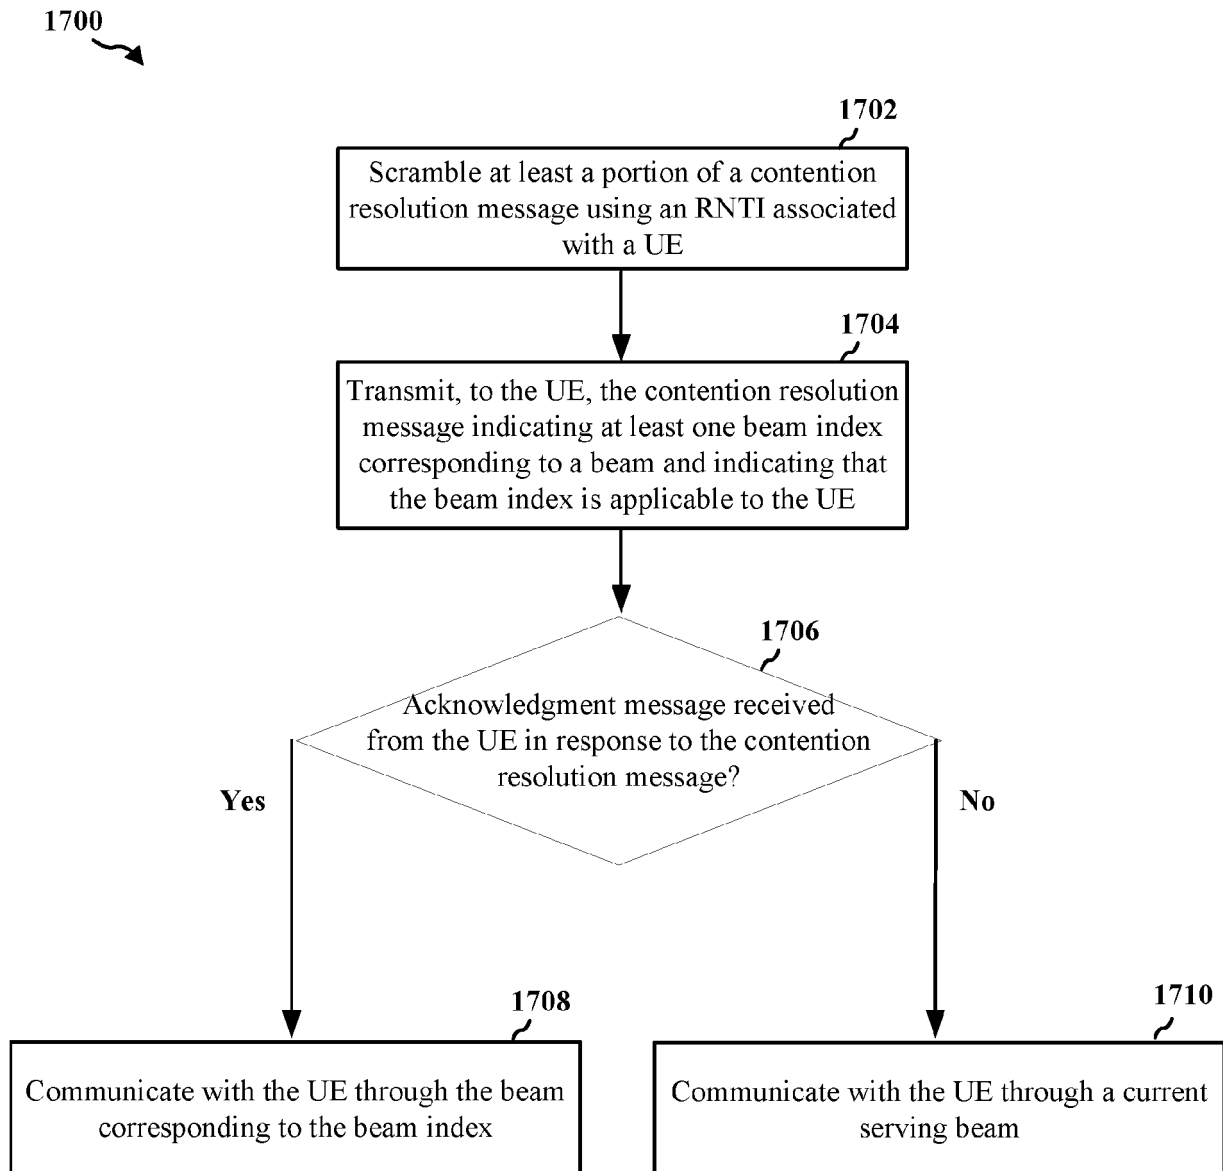 1700
1702
Scramble at least a portion of a contention
resolution message using an RNTI associated
with a UE
1704
Transmit, to the UE, the contention resolution
message indicating at least one beam index
corresponding to a beam and indicating that
the beam index is applicable to the UE
1706
Acknowledgment message received
from the UE in response to the contention
resolution message?
Yes
No
1708
Communicate with the UE through the beam
corresponding to the beam index
1710
Communicate with the UE through a current
serving beam